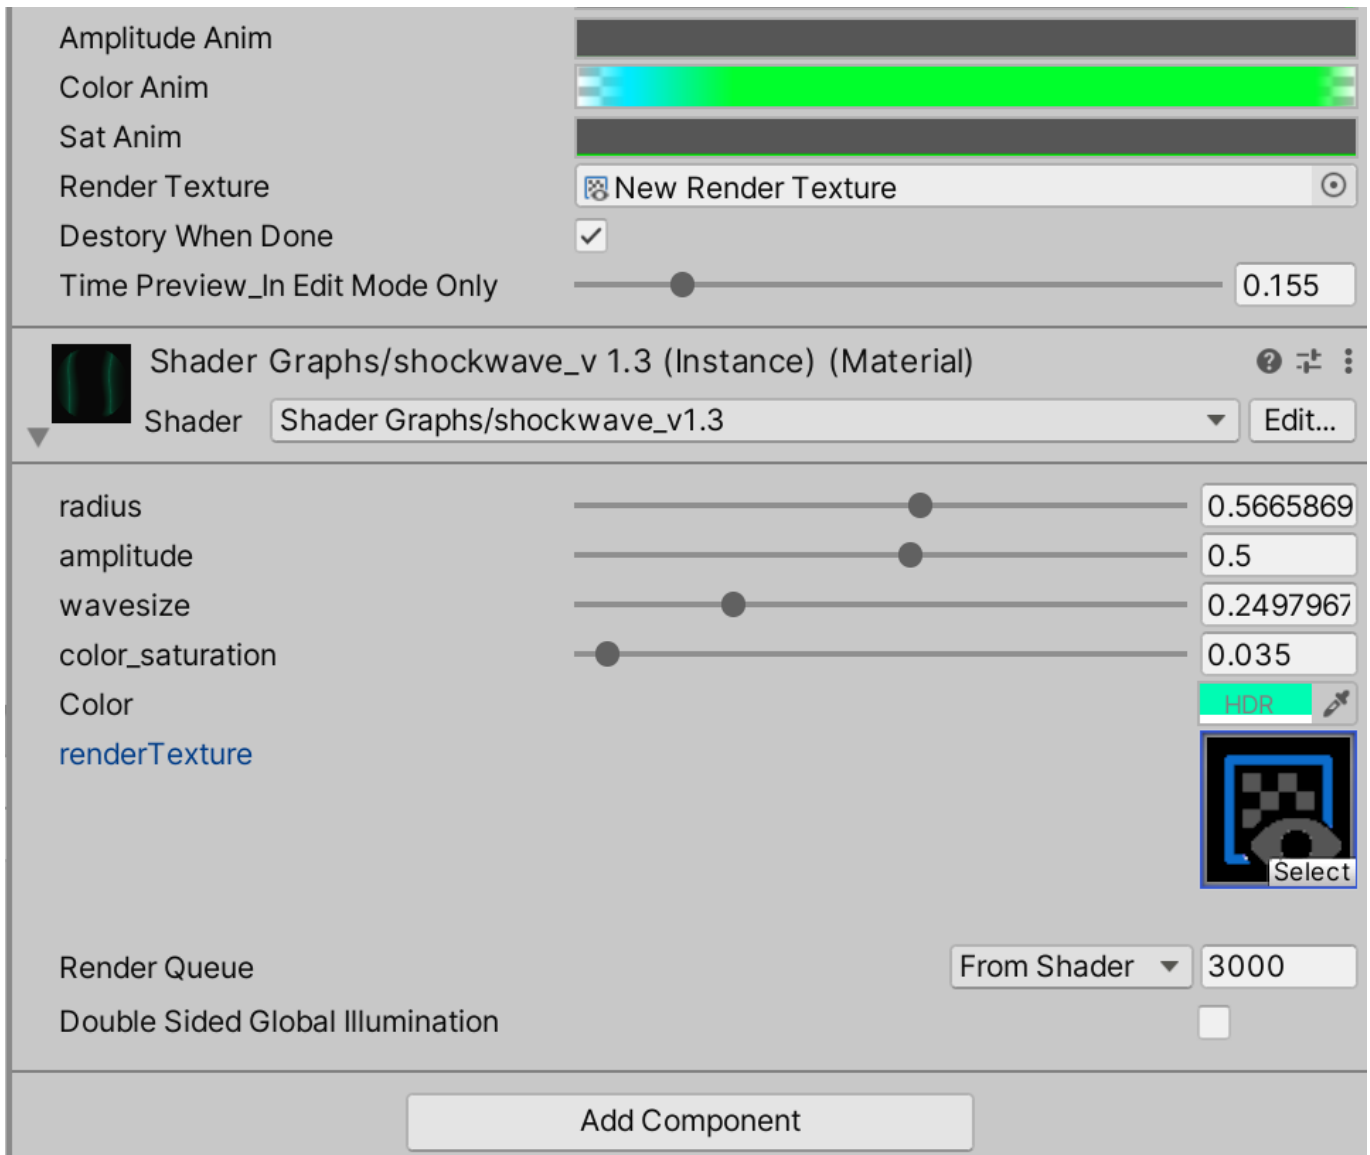 Amplitude Anim
Color Anim
Sat Anim
Render Texture New Render Texture
Destory When Done
Time Preview_In Edit Mode Only 0.155
Shader Graphs/shockwave_v 1.3 (Instance) (Material)
Shader Shader Graphs/shockwave_v1.3 Edit...
radius 0.5665869
amplitude 0.5
wavesize 0.2497967
color_saturation 0.035
Color HDR
renderTexture
Select
Render Queue From Shader 3000
Double Sided Global Illumination
Add Component